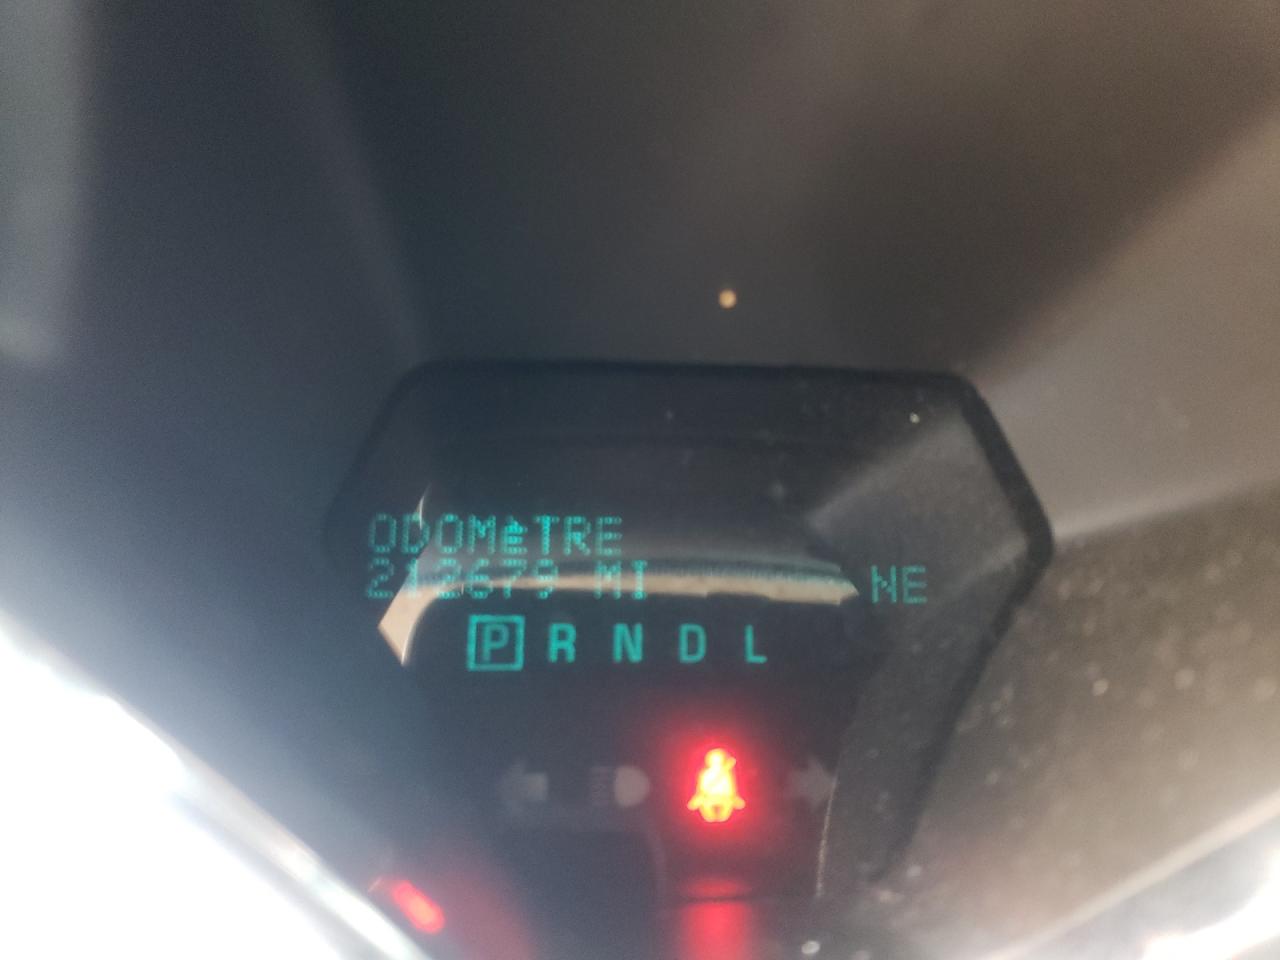 ODOMèTRE
212679 MI NE
P R N D L